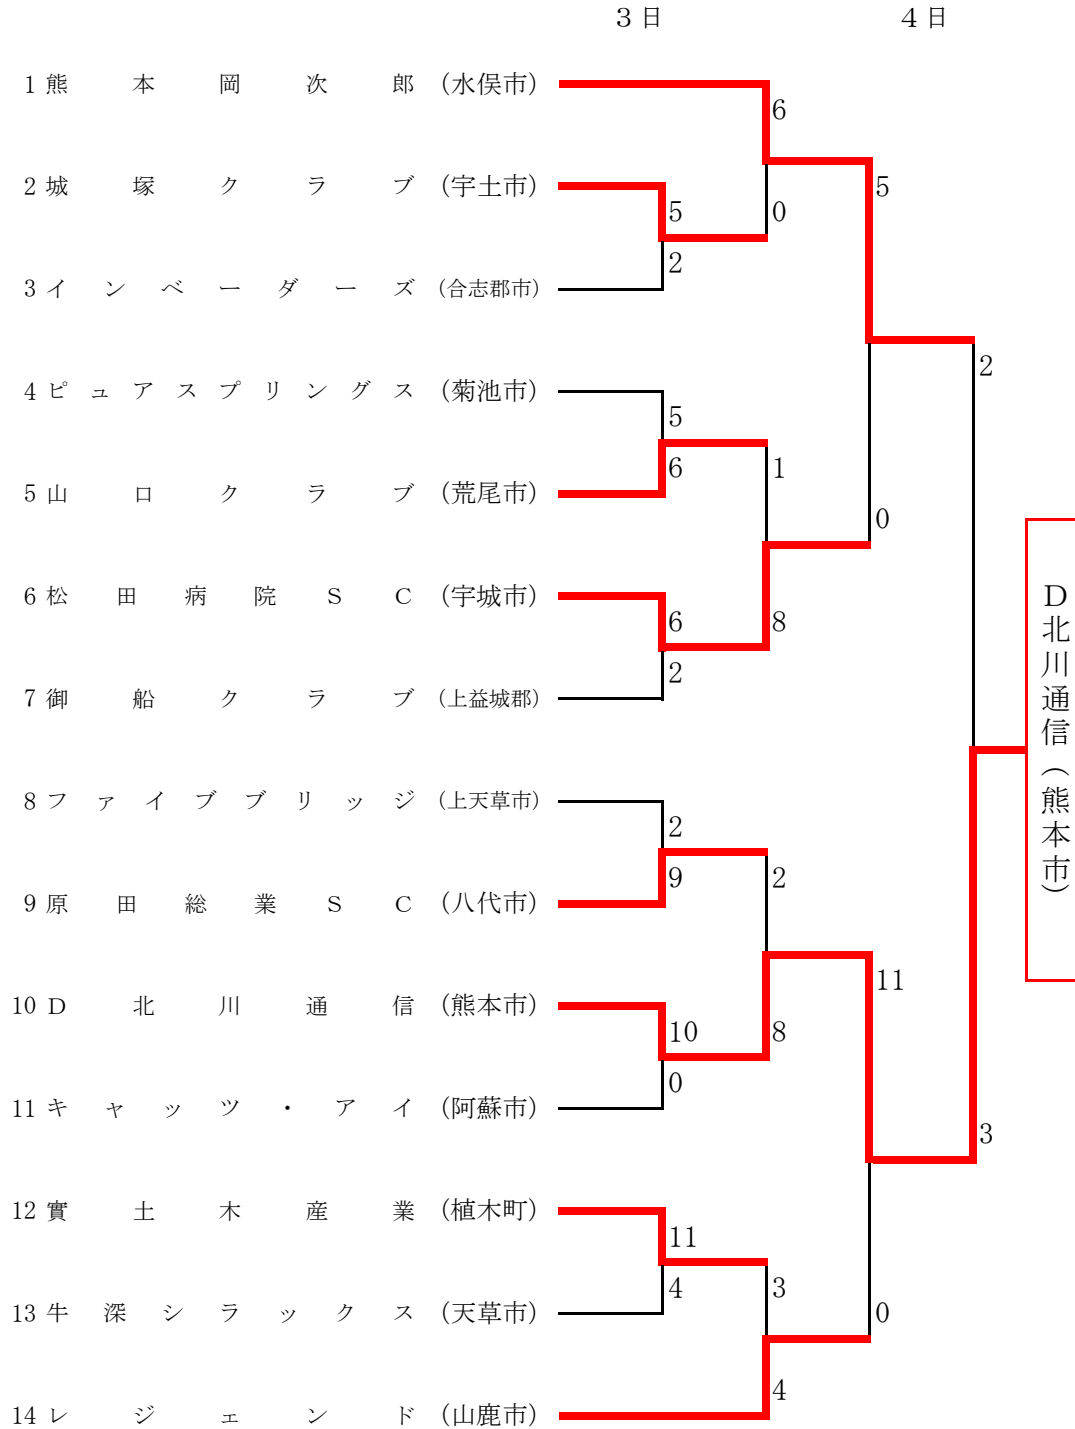 ３日 ４日
1 熊本岡次郎 （水俣市）
6
2 城塚クラブ （宇土市）
5
5 0
2
3 インベーダーズ （合志郡市）
2
4 ピュアスプリングス （菊池市）
5
6 1
5 山口クラブ （荒尾市）
0
6 松田病院ＳＣ （宇城市）
6 8
2
7 御船クラブ （上益城郡）
Ｄ北川通信（熊本市）
8 ファイブブリッジ （上天草市）
2
9 2
9 原田総業ＳＣ （八代市）
11
10 Ｄ北川通信 （熊本市）
10 8
0
11 キャッツ・アイ （阿蘇市）
3
12 實土木産業 （植木町）
11
4 3
13 牛深シラックス （天草市）
0
4
14 レジェンド （山鹿市）